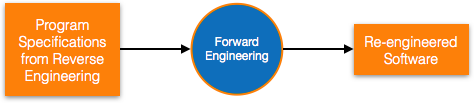 Program
Specifications
from Reverse
Engineering
Forward
Engineering
Re-engineered
Software